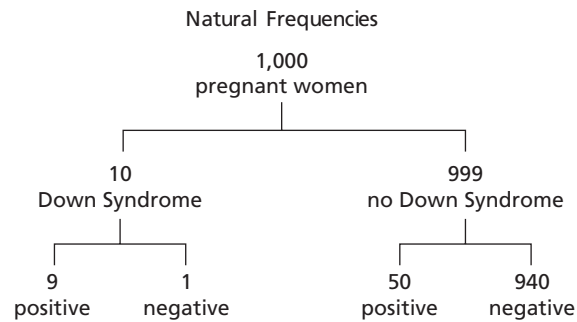 Natural Frequencies
1,000
pregnant women
10
Down Syndrome
999
no Down Syndrome
9
positive
1
negative
50
positive
940
negative